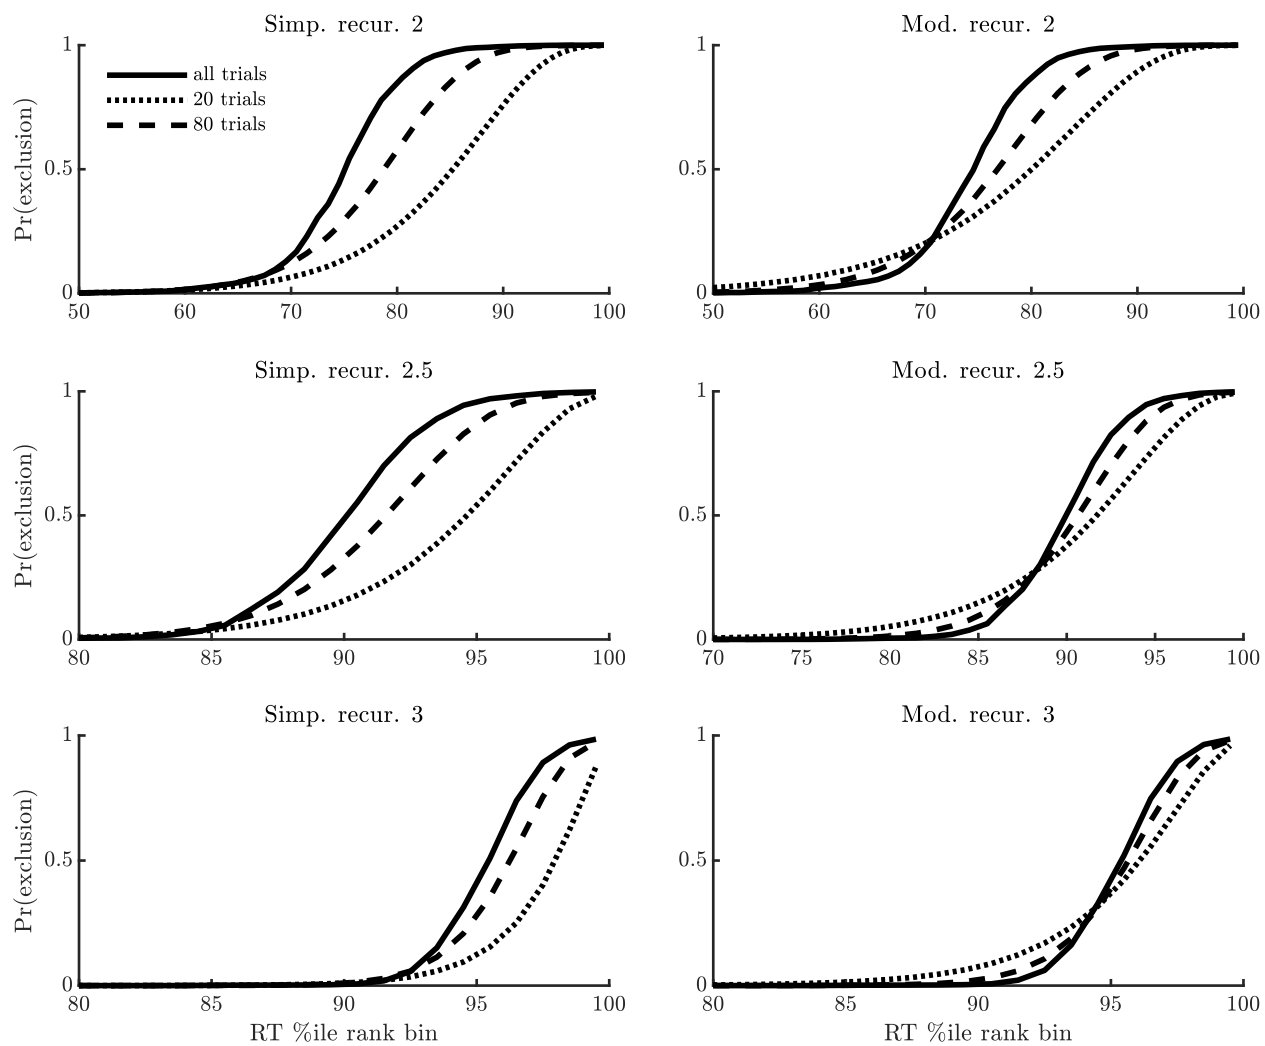 Simp. recur. 2
Pr(exclusion)
1
0.5
0
all trials
20 trials
80 trials
50 60 70 80 90 100
Mod. recur. 2
1
0.5
0
50 60 70 80 90 100
Simp. recur. 2.5
Pr(exclusion)
1
0.5
0
80 85 90 95 100
Mod. recur. 2.5
1
0.5
0
70 75 80 85 90 95 100
Simp. recur. 3
Pr(exclusion)
1
0.5
0
80 85 90 95 100
RT %ile rank bin
Mod. recur. 3
1
0.5
0
80 85 90 95 100
RT %ile rank bin